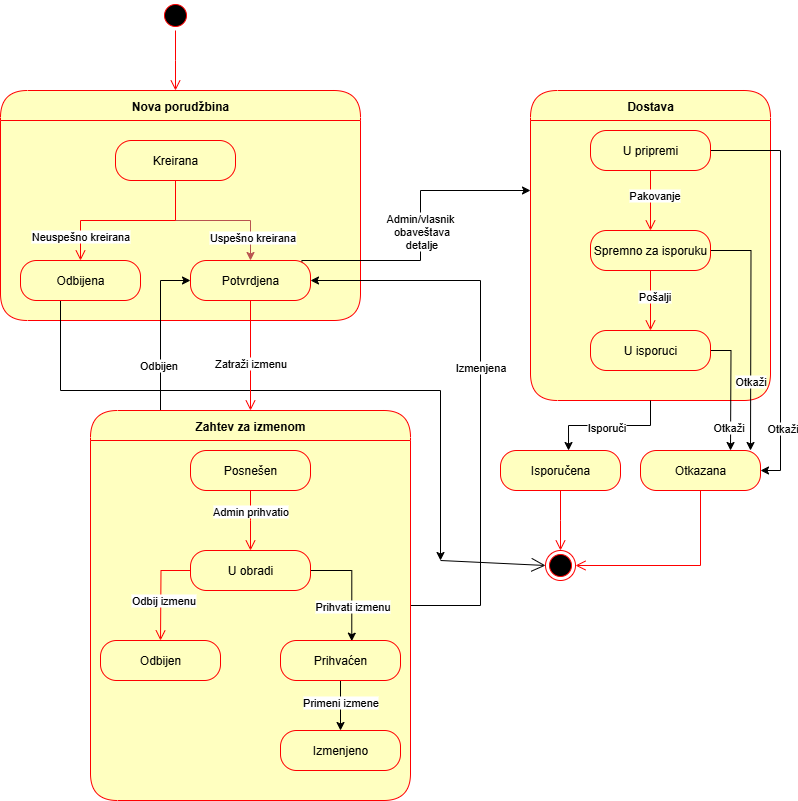 Nova porudžbina
Kreirana
Neuspešno kreirana
Uspešno kreirana
Odbijena
Potvrdjena
Admin/vlasnik
obaveštava
detalje
Dostava
U pripremi
Pakovanje
Spremno za isporuku
Pošalji
U isporuci
Odbijen
Zatraži izmenu
Izmenjena
Otkaži
Otkaži
Otkaži
Isporuči
Isporučena
Otkazana
Zahtev za izmenom
Posnešen
Admin prihvatio
U obradi
Odbij izmenu
Prihvati izmenu
Odbijen
Prihvaćen
Primeni izmene
Izmenjeno